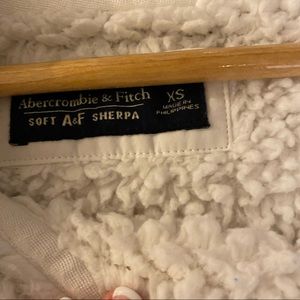 Abercrombie & Fitch
SOFT A&F SHERPA
XS
MADE IN
PHILIPPINES